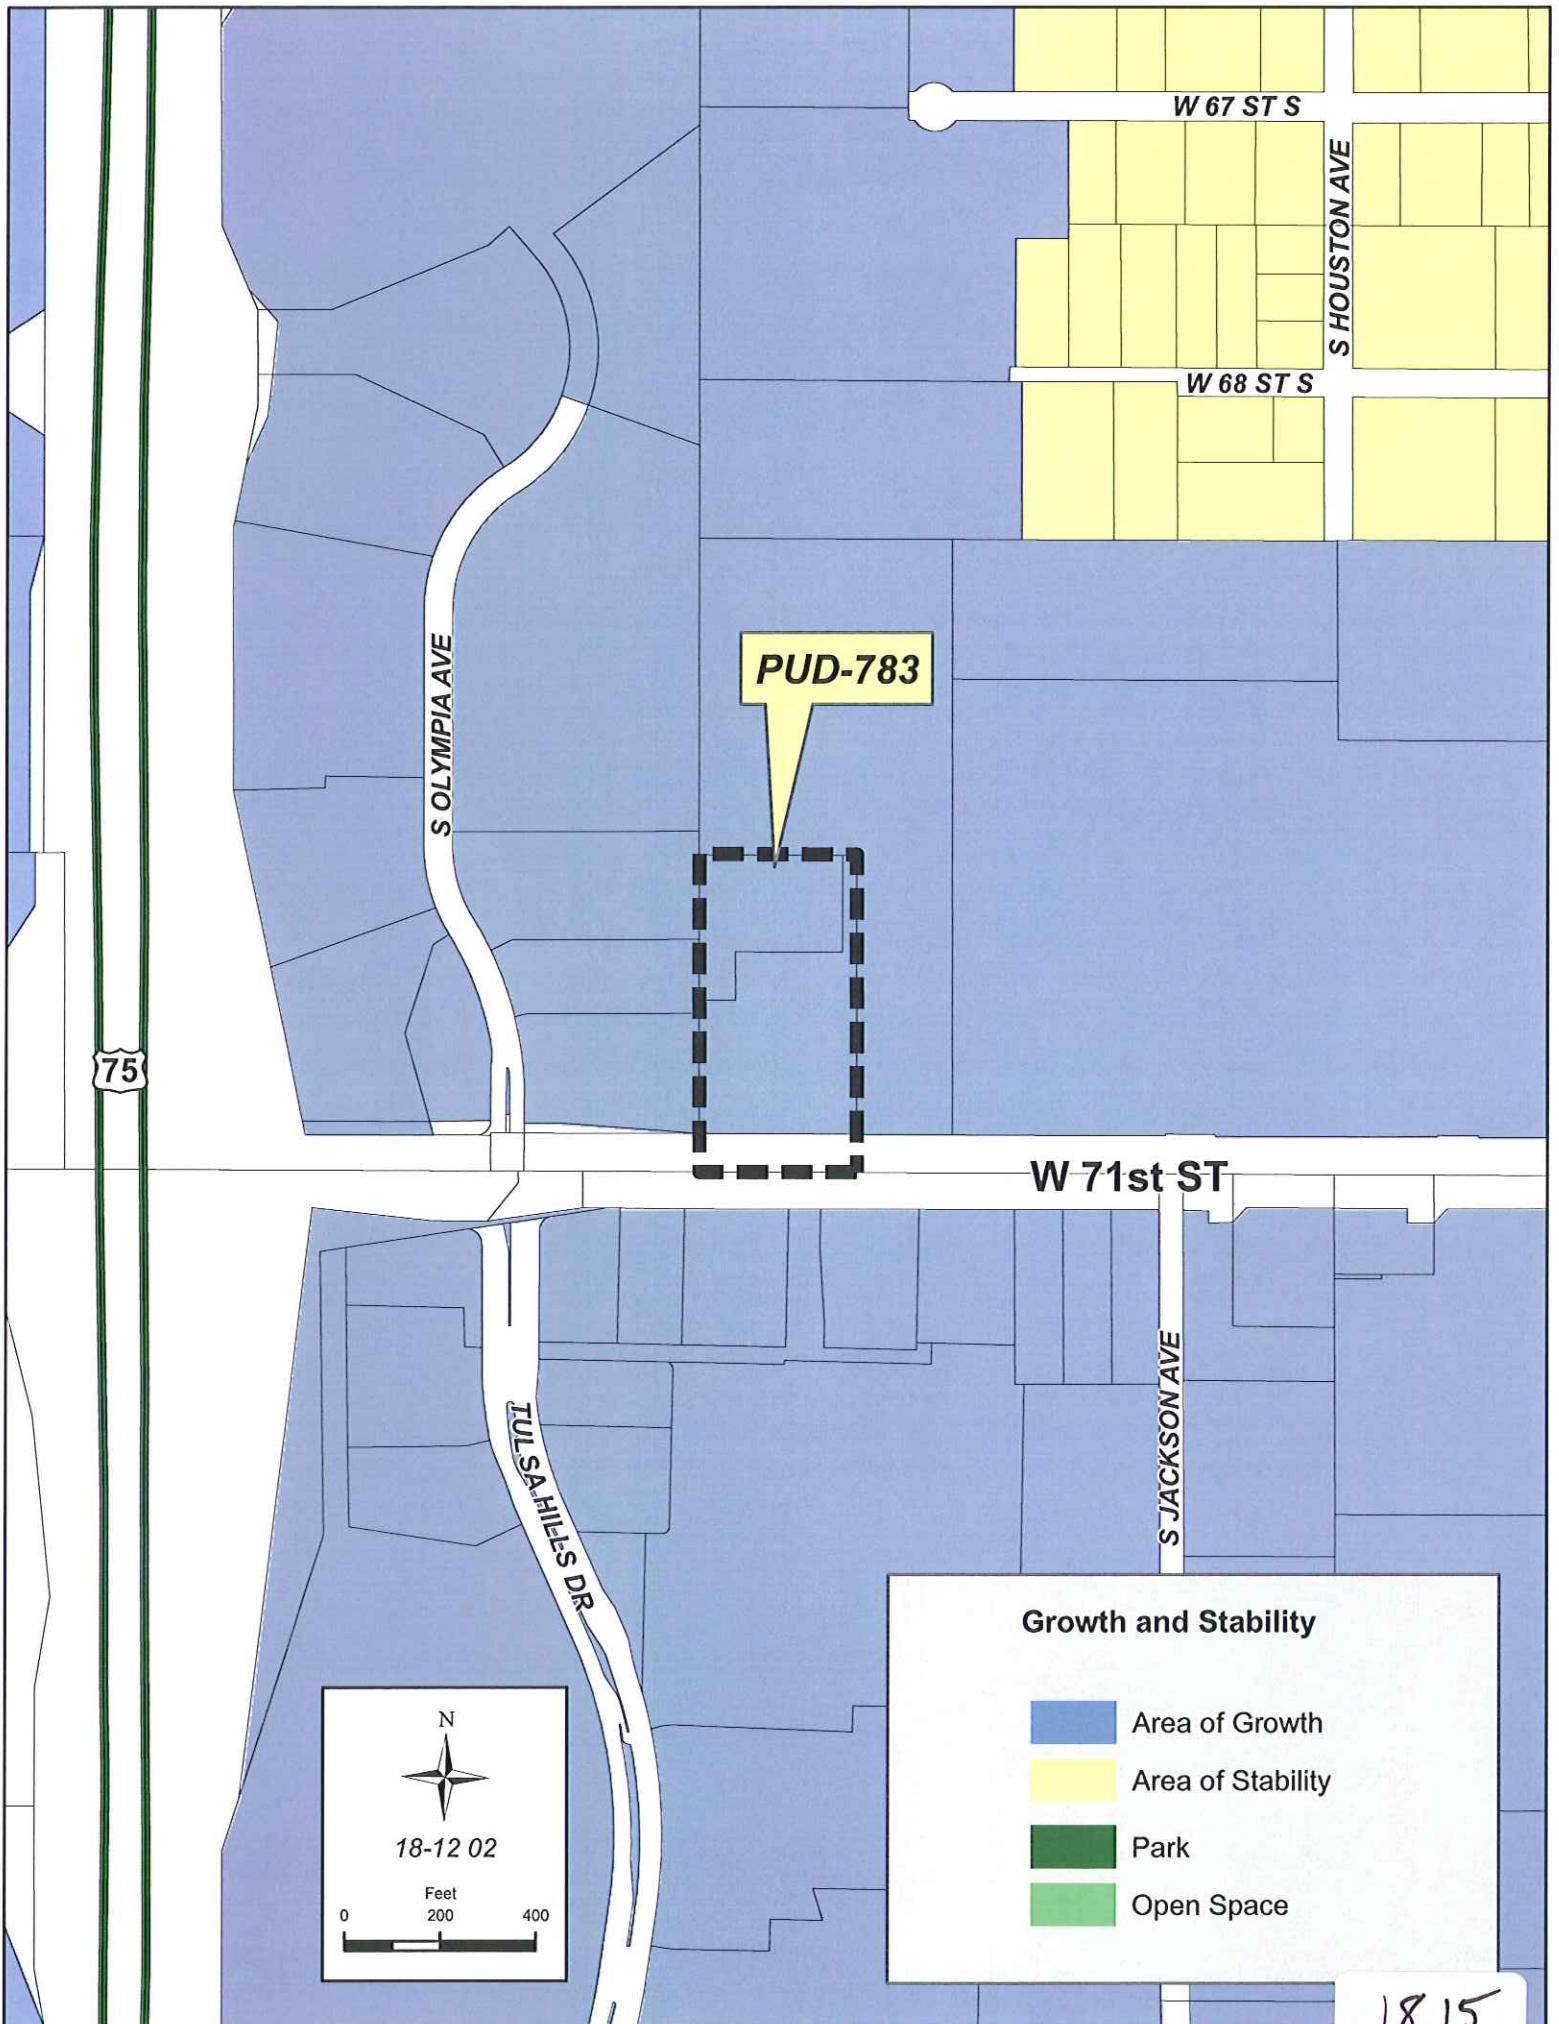 W 67 ST S
S HOUSTON AVE
W 68 ST S
S OLYMPIA AVE
PUD-783
75
W 71st ST
S JACKSON AVE
TULSA HILLS DR
Growth and Stability
Area of Growth
Area of Stability
Park
Open Space
N
18-12 02
Feet
0 200 400
18.15